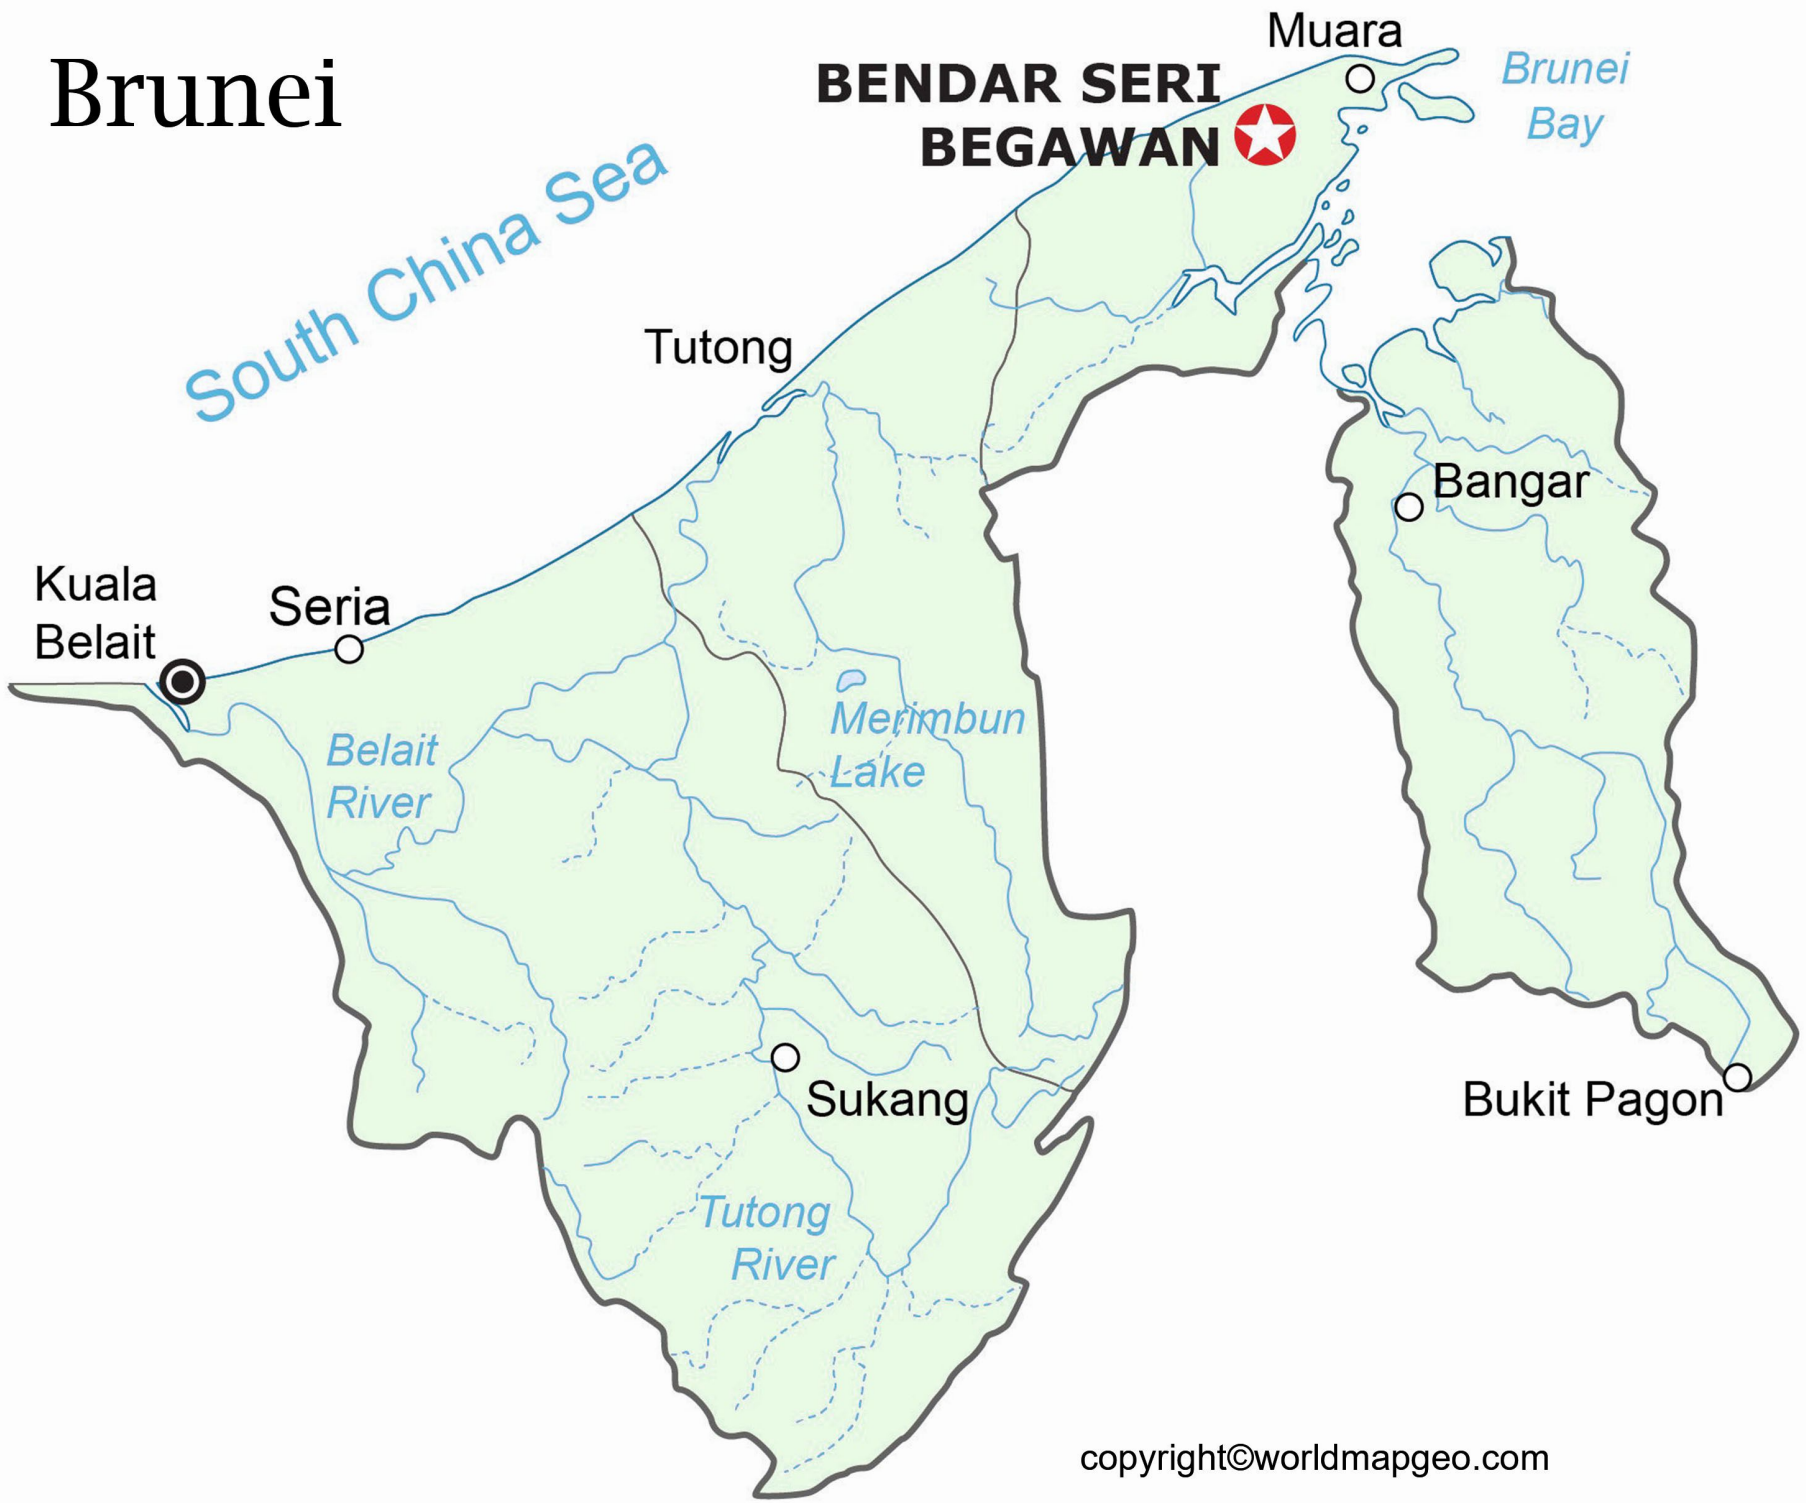 Brunei
Muara
BENDAR SERI
BEGAWAN
Brunei
Bay
South China Sea
Tutong
Bangar
Kuala
Belait
Seria
Belait
River
Merimbun
Lake
Sukang
Bukit Pagon
Tutong
River
copyright©worldmapgeo.com